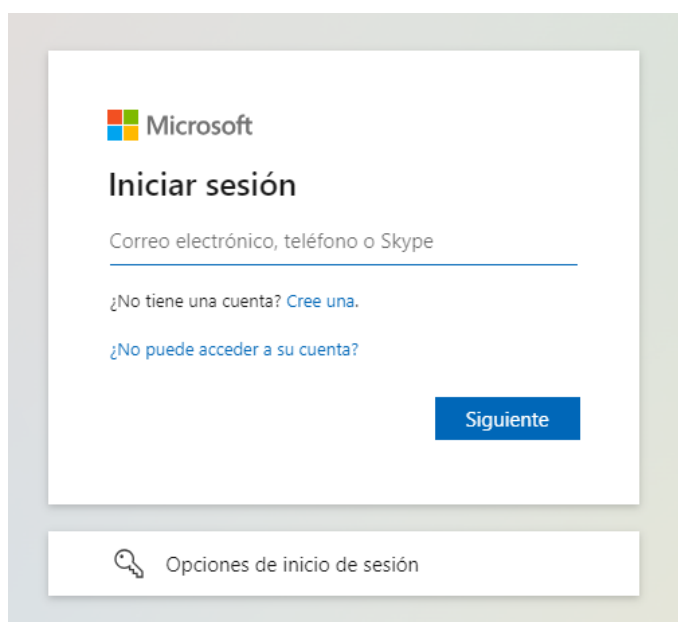 Microsoft
Iniciar sesión
Correo electrónico, teléfono o Skype
¿No tiene una cuenta? Cree una.
¿No puede acceder a su cuenta?
Siguiente
Opciones de inicio de sesión